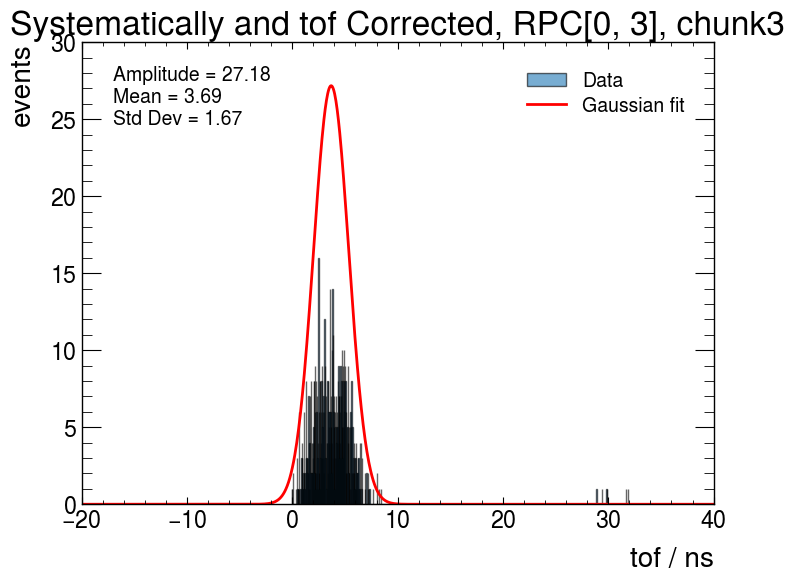 Systematically and tof Corrected, RPC[0, 3], chunk3
events
30
25
20
15
10
5
0
Amplitude = 27.18
Mean = 3.69
Std Dev = 1.67
Data
Gaussian fit
−20 −10 0 10 20 30 40
tof / ns